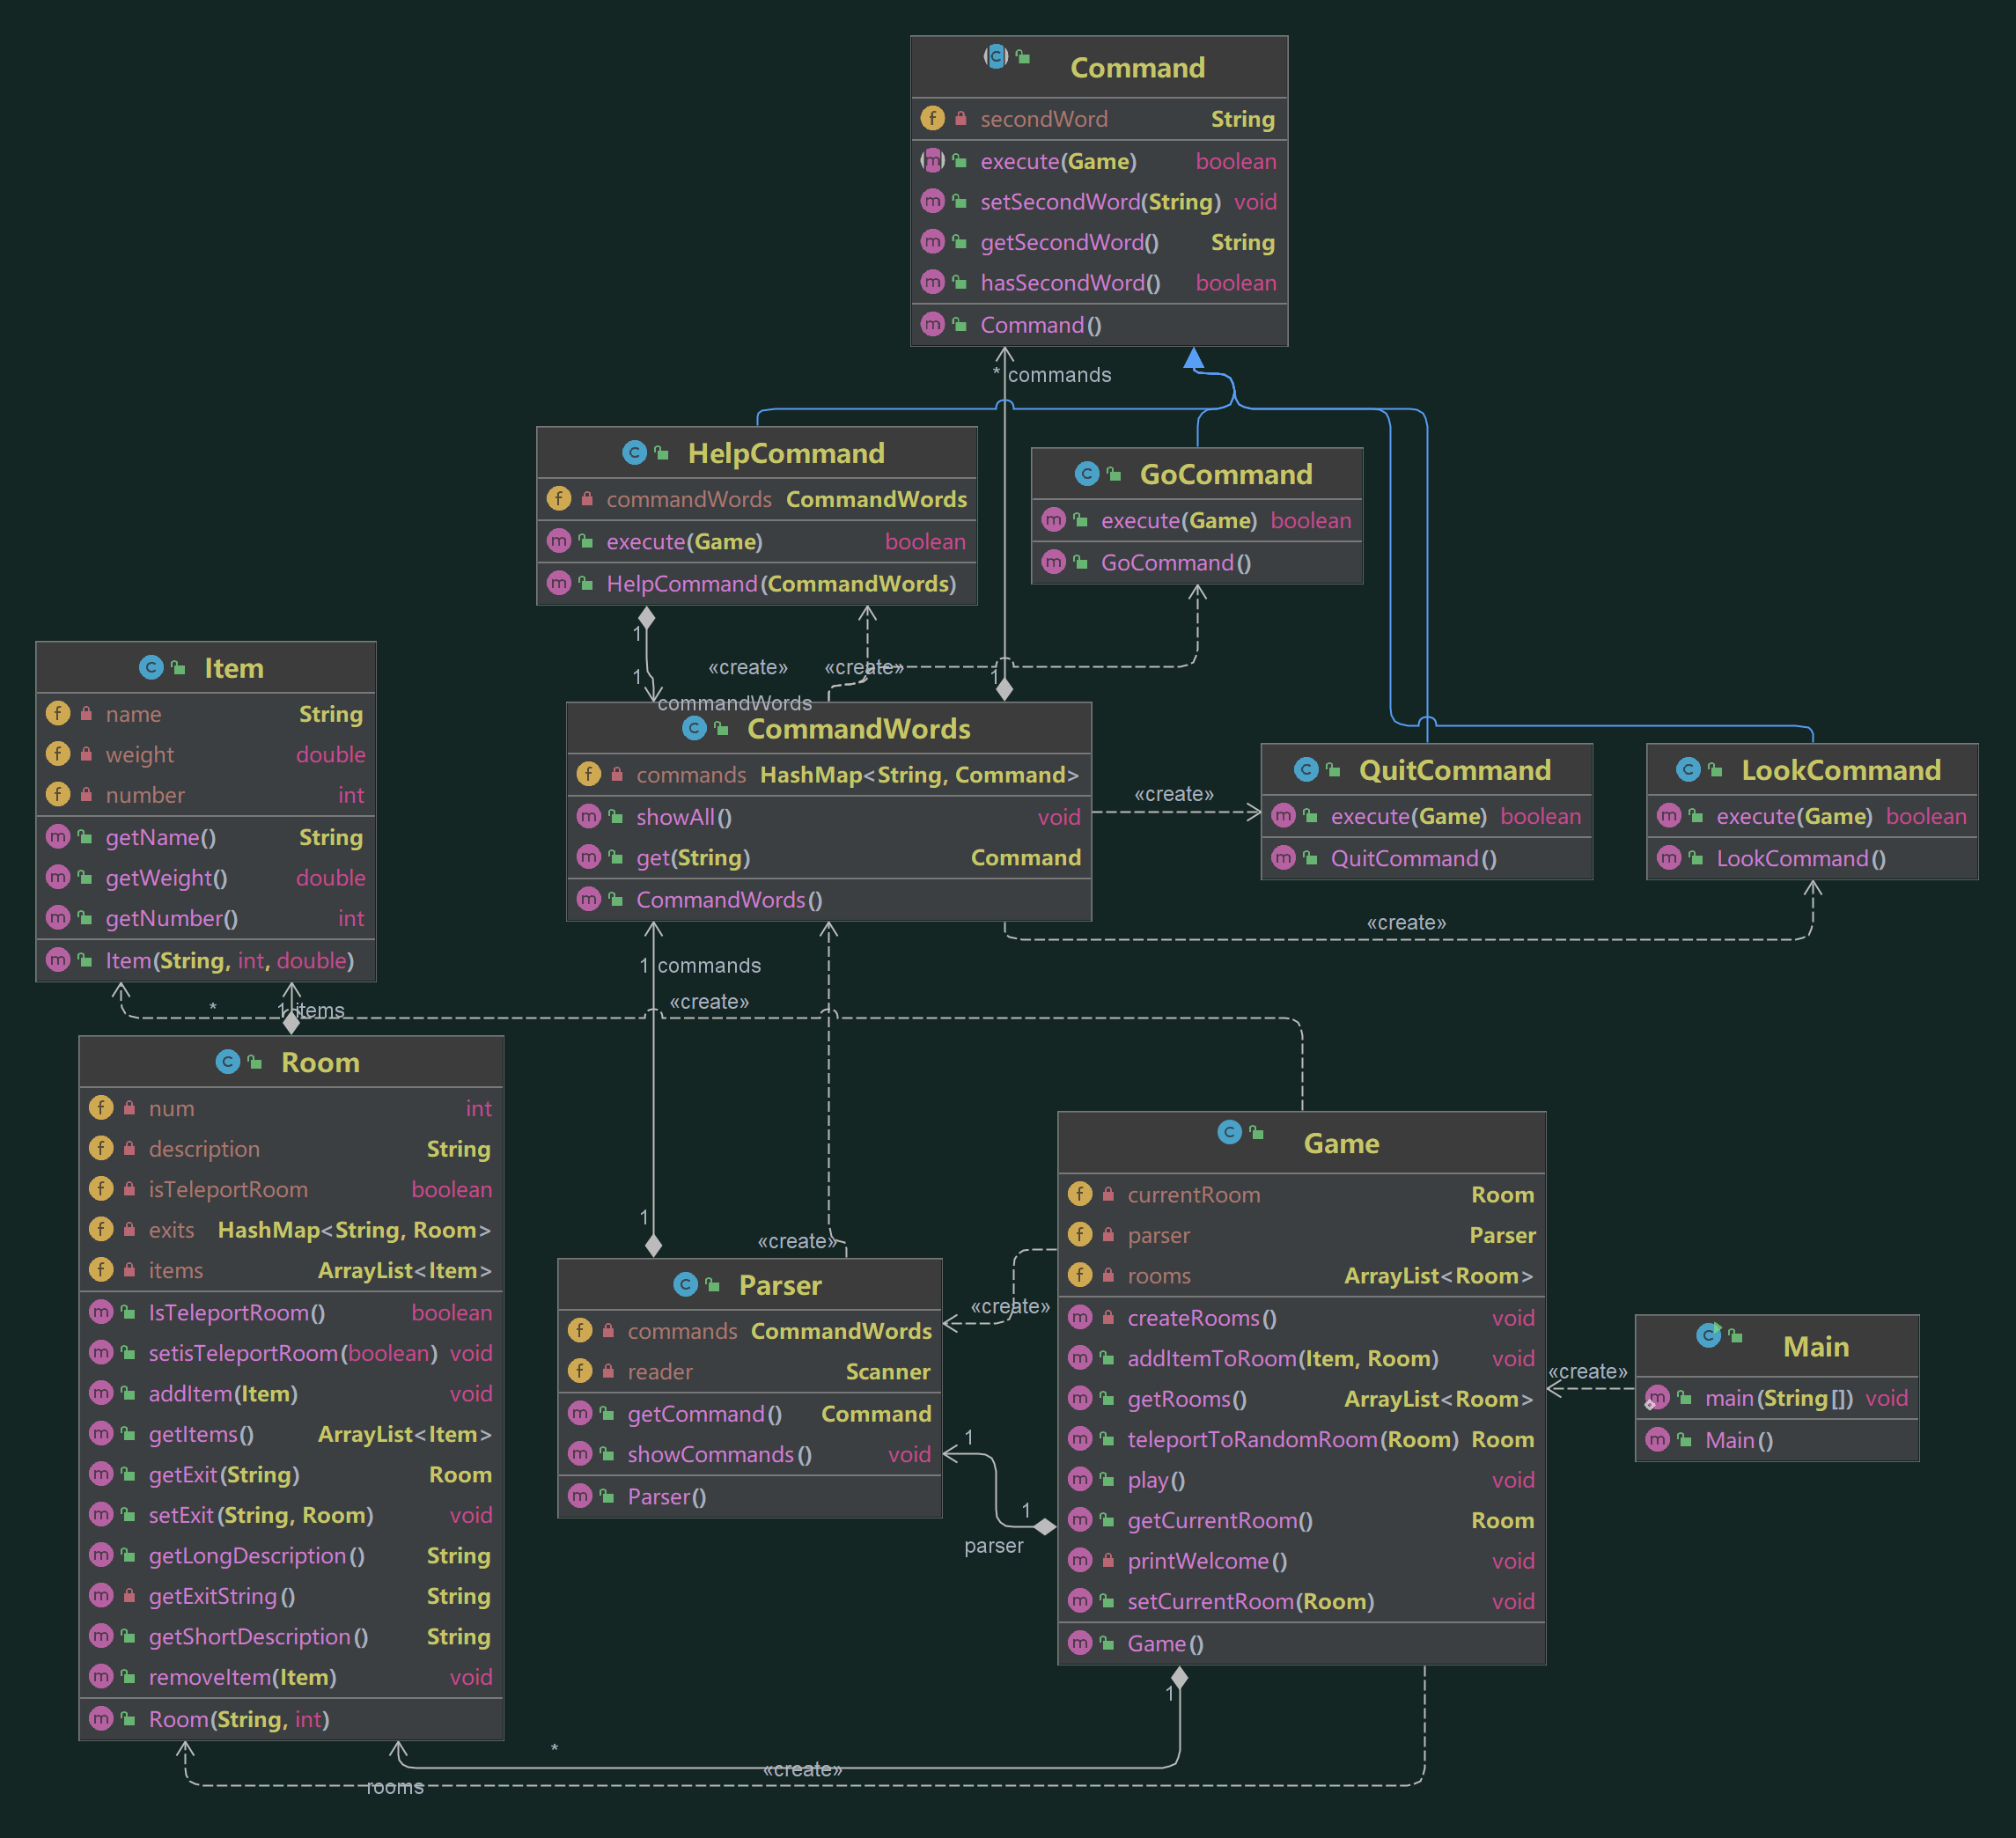 Command
secondWord String
execute(Game) boolean
setSecondWord(String) void
getSecondWord() String
hasSecondWord() boolean
Command()
* commands
HelpCommand
commandWords CommandWords
execute(Game) boolean
HelpCommand(CommandWords)
GoCommand
execute(Game) boolean
GoCommand()
1
1
commandWords
«create»
«create»
1
Item
name String
weight double
number int
getName() String
getWeight() double
getNumber() int
Item(String, int, double)
CommandWords
commands HashMap<String, Command>
showAll() void
get(String) Command
CommandWords()
«create»
QuitCommand
execute(Game) boolean
QuitCommand()
LookCommand
execute(Game) boolean
LookCommand()
«create»
1 commands
«create»
*
1 items
Room
num int
description String
isTeleportRoom boolean
exits HashMap<String, Room>
items ArrayList<Item>
IsTeleportRoom() boolean
setisTeleportRoom(boolean) void
addItem(Item) void
getItems() ArrayList<Item>
getExit(String) Room
setExit(String, Room) void
getLongDescription() String
getExitString() String
getShortDescription() String
removeItem(Item) void
Room(String, int)
1
«create»
Parser
commands CommandWords
reader Scanner
getCommand() Command
showCommands() void
Parser()
«create»
1
1
parser
Game
currentRoom Room
parser Parser
rooms ArrayList<Room>
createRooms() void
addItemToRoom(Item, Room) void
getRooms() ArrayList<Room>
teleportToRandomRoom(Room) Room
play() void
getCurrentRoom() Room
printWelcome() void
setCurrentRoom(Room) void
Game()
«create»
Main
main(String[]) void
Main()
1
*
«create»
rooms